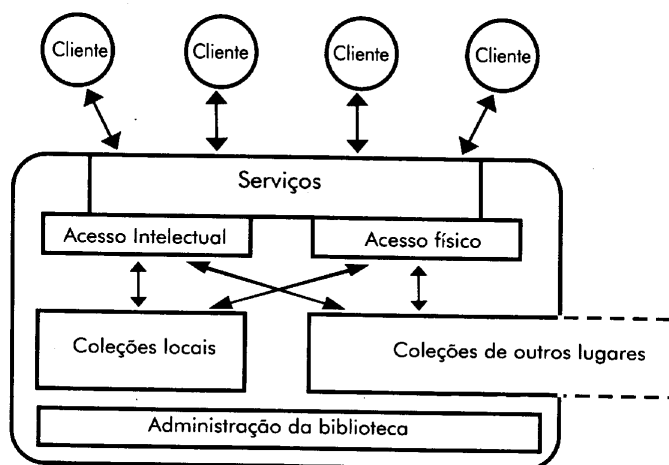 Cliente
Cliente
Cliente
Cliente
Serviços
Acesso Intelectual
Acesso físico
Coleções locais
Coleções de outros lugares
Administração da biblioteca